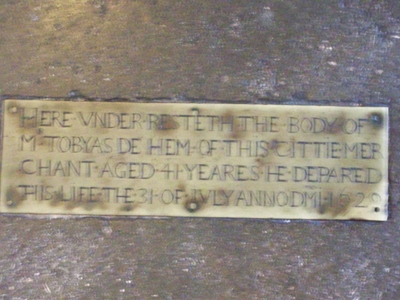 HERE VNDER RESTETH THE BODY OF
Mr TOBYAS DE HEM OF THIS CITTIE MER
CHANT AGED 41 YEARES HE DEPARED
THIS LIFE THE 31 OF IVLY ANNO DMI